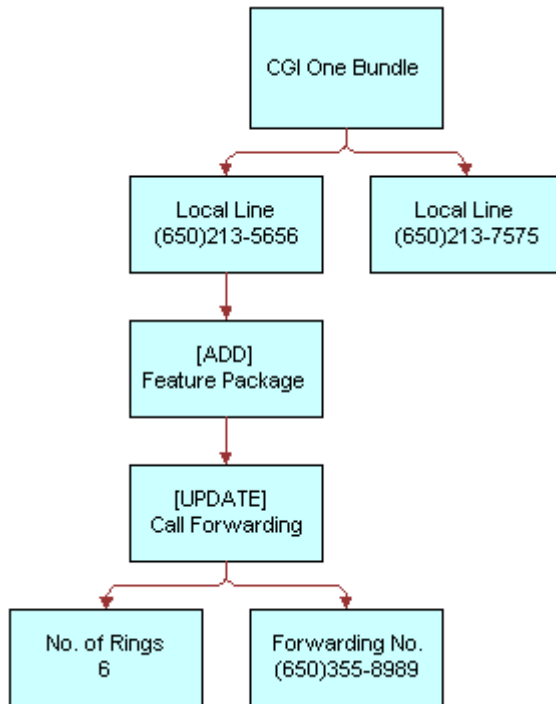 CGI One Bundle
Local Line
(650)213-5656
Local Line
(650)213-7575
[ADD]
Feature Package
[UPDATE]
Call Forwarding
No. of Rings
6
Forwarding No.
(650)355-8989